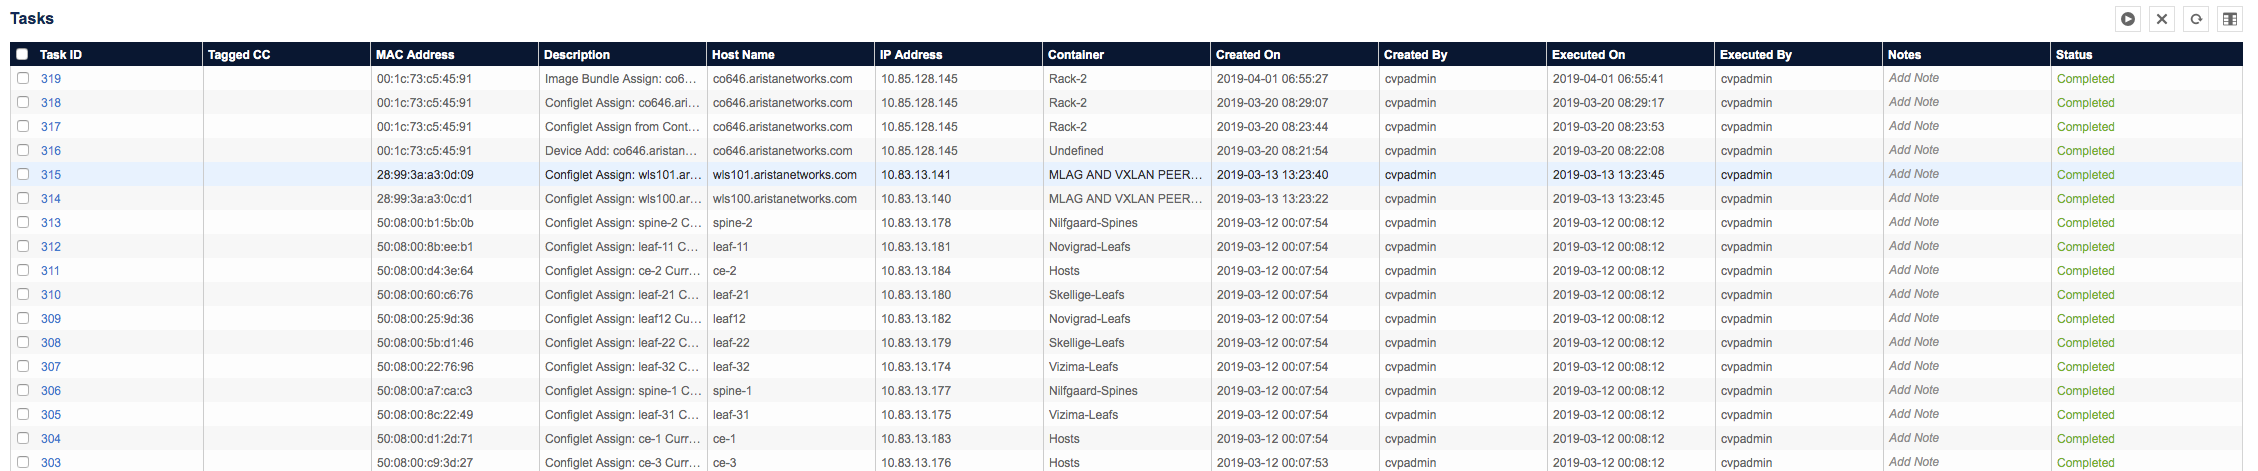 Tasks
Task ID Tagged CC MAC Address Description Host Name IP Address Container Created On Created By Executed On Executed By Notes Status
319 00:1c:73:c5:45:91 Image Bundle Assign: co6... co646.aristanetworks.com 10.85.128.145 Rack-2 2019-04-01 06:55:27 cvpadmin 2019-04-01 06:55:41 cvpadmin Add Note Completed
318 00:1c:73:c5:45:91 Configlet Assign: co646.ari... co646.aristanetworks.com 10.85.128.145 Rack-2 2019-03-20 08:29:07 cvpadmin 2019-03-20 08:29:17 cvpadmin Add Note Completed
317 00:1c:73:c5:45:91 Configlet Assign from Cont... co646.aristanetworks.com 10.85.128.145 Rack-2 2019-03-20 08:23:44 cvpadmin 2019-03-20 08:23:53 cvpadmin Add Note Completed
316 00:1c:73:c5:45:91 Device Add: co646.aristan... co646.aristanetworks.com 10.85.128.145 Undefined 2019-03-20 08:21:54 cvpadmin 2019-03-20 08:22:08 cvpadmin Add Note Completed
315 28:99:3a:a3:0d:09 Configlet Assign: wls101.ar... wls101.aristanetworks.com 10.83.13.141 MLAG AND VXLAN PEER... 2019-03-13 13:23:40 cvpadmin 2019-03-13 13:23:45 cvpadmin Add Note Completed
314 28:99:3a:a3:0c:d1 Configlet Assign: wls100.ar... wls100.aristanetworks.com 10.83.13.140 MLAG AND VXLAN PEER... 2019-03-13 13:23:22 cvpadmin 2019-03-13 13:23:45 cvpadmin Add Note Completed
313 50:08:00:b1:5b:0b Configlet Assign: spine-2 C... spine-2 10.83.13.178 Nilfgaard-Spines 2019-03-12 00:07:54 cvpadmin 2019-03-12 00:08:12 cvpadmin Add Note Completed
312 50:08:00:8b:ee:b1 Configlet Assign: leaf-11 C... leaf-11 10.83.13.181 Novigrad-Leafs 2019-03-12 00:07:54 cvpadmin 2019-03-12 00:08:12 cvpadmin Add Note Completed
311 50:08:00:d4:3e:64 Configlet Assign: ce-2 Curr... ce-2 10.83.13.184 Hosts 2019-03-12 00:07:54 cvpadmin 2019-03-12 00:08:12 cvpadmin Add Note Completed
310 50:08:00:60:c6:76 Configlet Assign: leaf-21 C... leaf-21 10.83.13.180 Skellige-Leafs 2019-03-12 00:07:54 cvpadmin 2019-03-12 00:08:12 cvpadmin Add Note Completed
309 50:08:00:25:9d:36 Configlet Assign: leaf12 Cu... leaf12 10.83.13.182 Novigrad-Leafs 2019-03-12 00:07:54 cvpadmin 2019-03-12 00:08:12 cvpadmin Add Note Completed
308 50:08:00:5b:d1:46 Configlet Assign: leaf-22 C... leaf-22 10.83.13.179 Skellige-Leafs 2019-03-12 00:07:54 cvpadmin 2019-03-12 00:08:12 cvpadmin Add Note Completed
307 50:08:00:22:76:96 Configlet Assign: leaf-32 C... leaf-32 10.83.13.174 Vizima-Leafs 2019-03-12 00:07:54 cvpadmin 2019-03-12 00:08:12 cvpadmin Add Note Completed
306 50:08:00:a7:ca:c3 Configlet Assign: spine-1 C... spine-1 10.83.13.177 Nilfgaard-Spines 2019-03-12 00:07:54 cvpadmin 2019-03-12 00:08:12 cvpadmin Add Note Completed
305 50:08:00:8c:22:49 Configlet Assign: leaf-31 C... leaf-31 10.83.13.175 Vizima-Leafs 2019-03-12 00:07:54 cvpadmin 2019-03-12 00:08:12 cvpadmin Add Note Completed
304 50:08:00:d1:2d:71 Configlet Assign: ce-1 Curr... ce-1 10.83.13.183 Hosts 2019-03-12 00:07:54 cvpadmin 2019-03-12 00:08:12 cvpadmin Add Note Completed
303 50:08:00:c9:3d:27 Configlet Assign: ce-3 Curr... ce-3 10.83.13.176 Hosts 2019-03-12 00:07:53 cvpadmin 2019-03-12 00:08:12 cvpadmin Add Note Completed